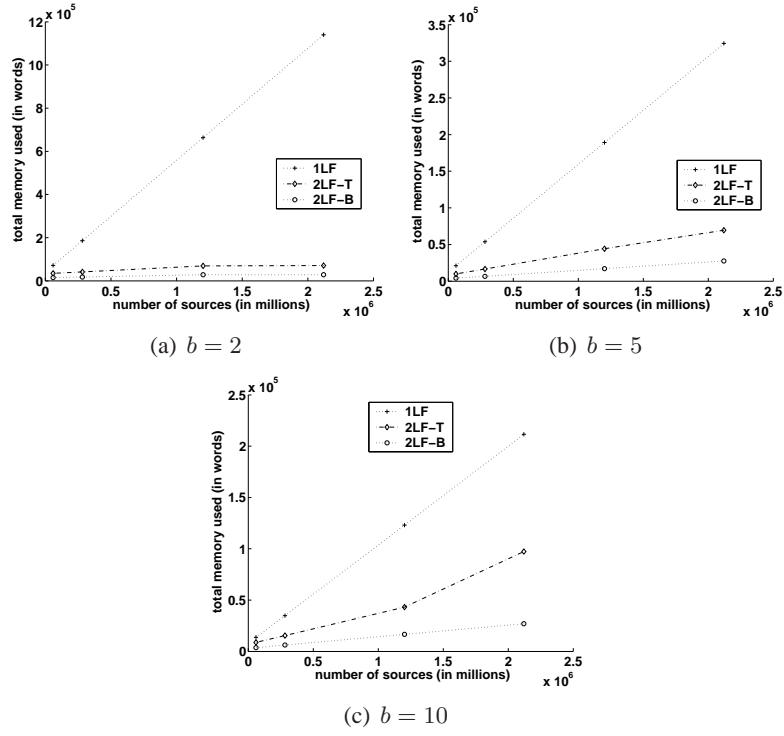 x 10^5
12
10
8
6
4
2
0
total memory used (in words)
1LF
2LF−T
2LF−B
0 0.5 1 1.5 2 2.5
number of sources (in millions)
x 10^6
(a) b = 2
x 10^5
3.5
3
2.5
2
1.5
1
0.5
0
total memory used (in words)
1LF
2LF−T
2LF−B
0 0.5 1 1.5 2 2.5
number of sources (in millions)
x 10^6
(b) b = 5
x 10^5
2.5
2
1.5
1
0.5
0
total memory used (in words)
1LF
2LF−T
2LF−B
0 0.5 1 1.5 2 2.5
number of sources (in millions)
x 10^6
(c) b = 10